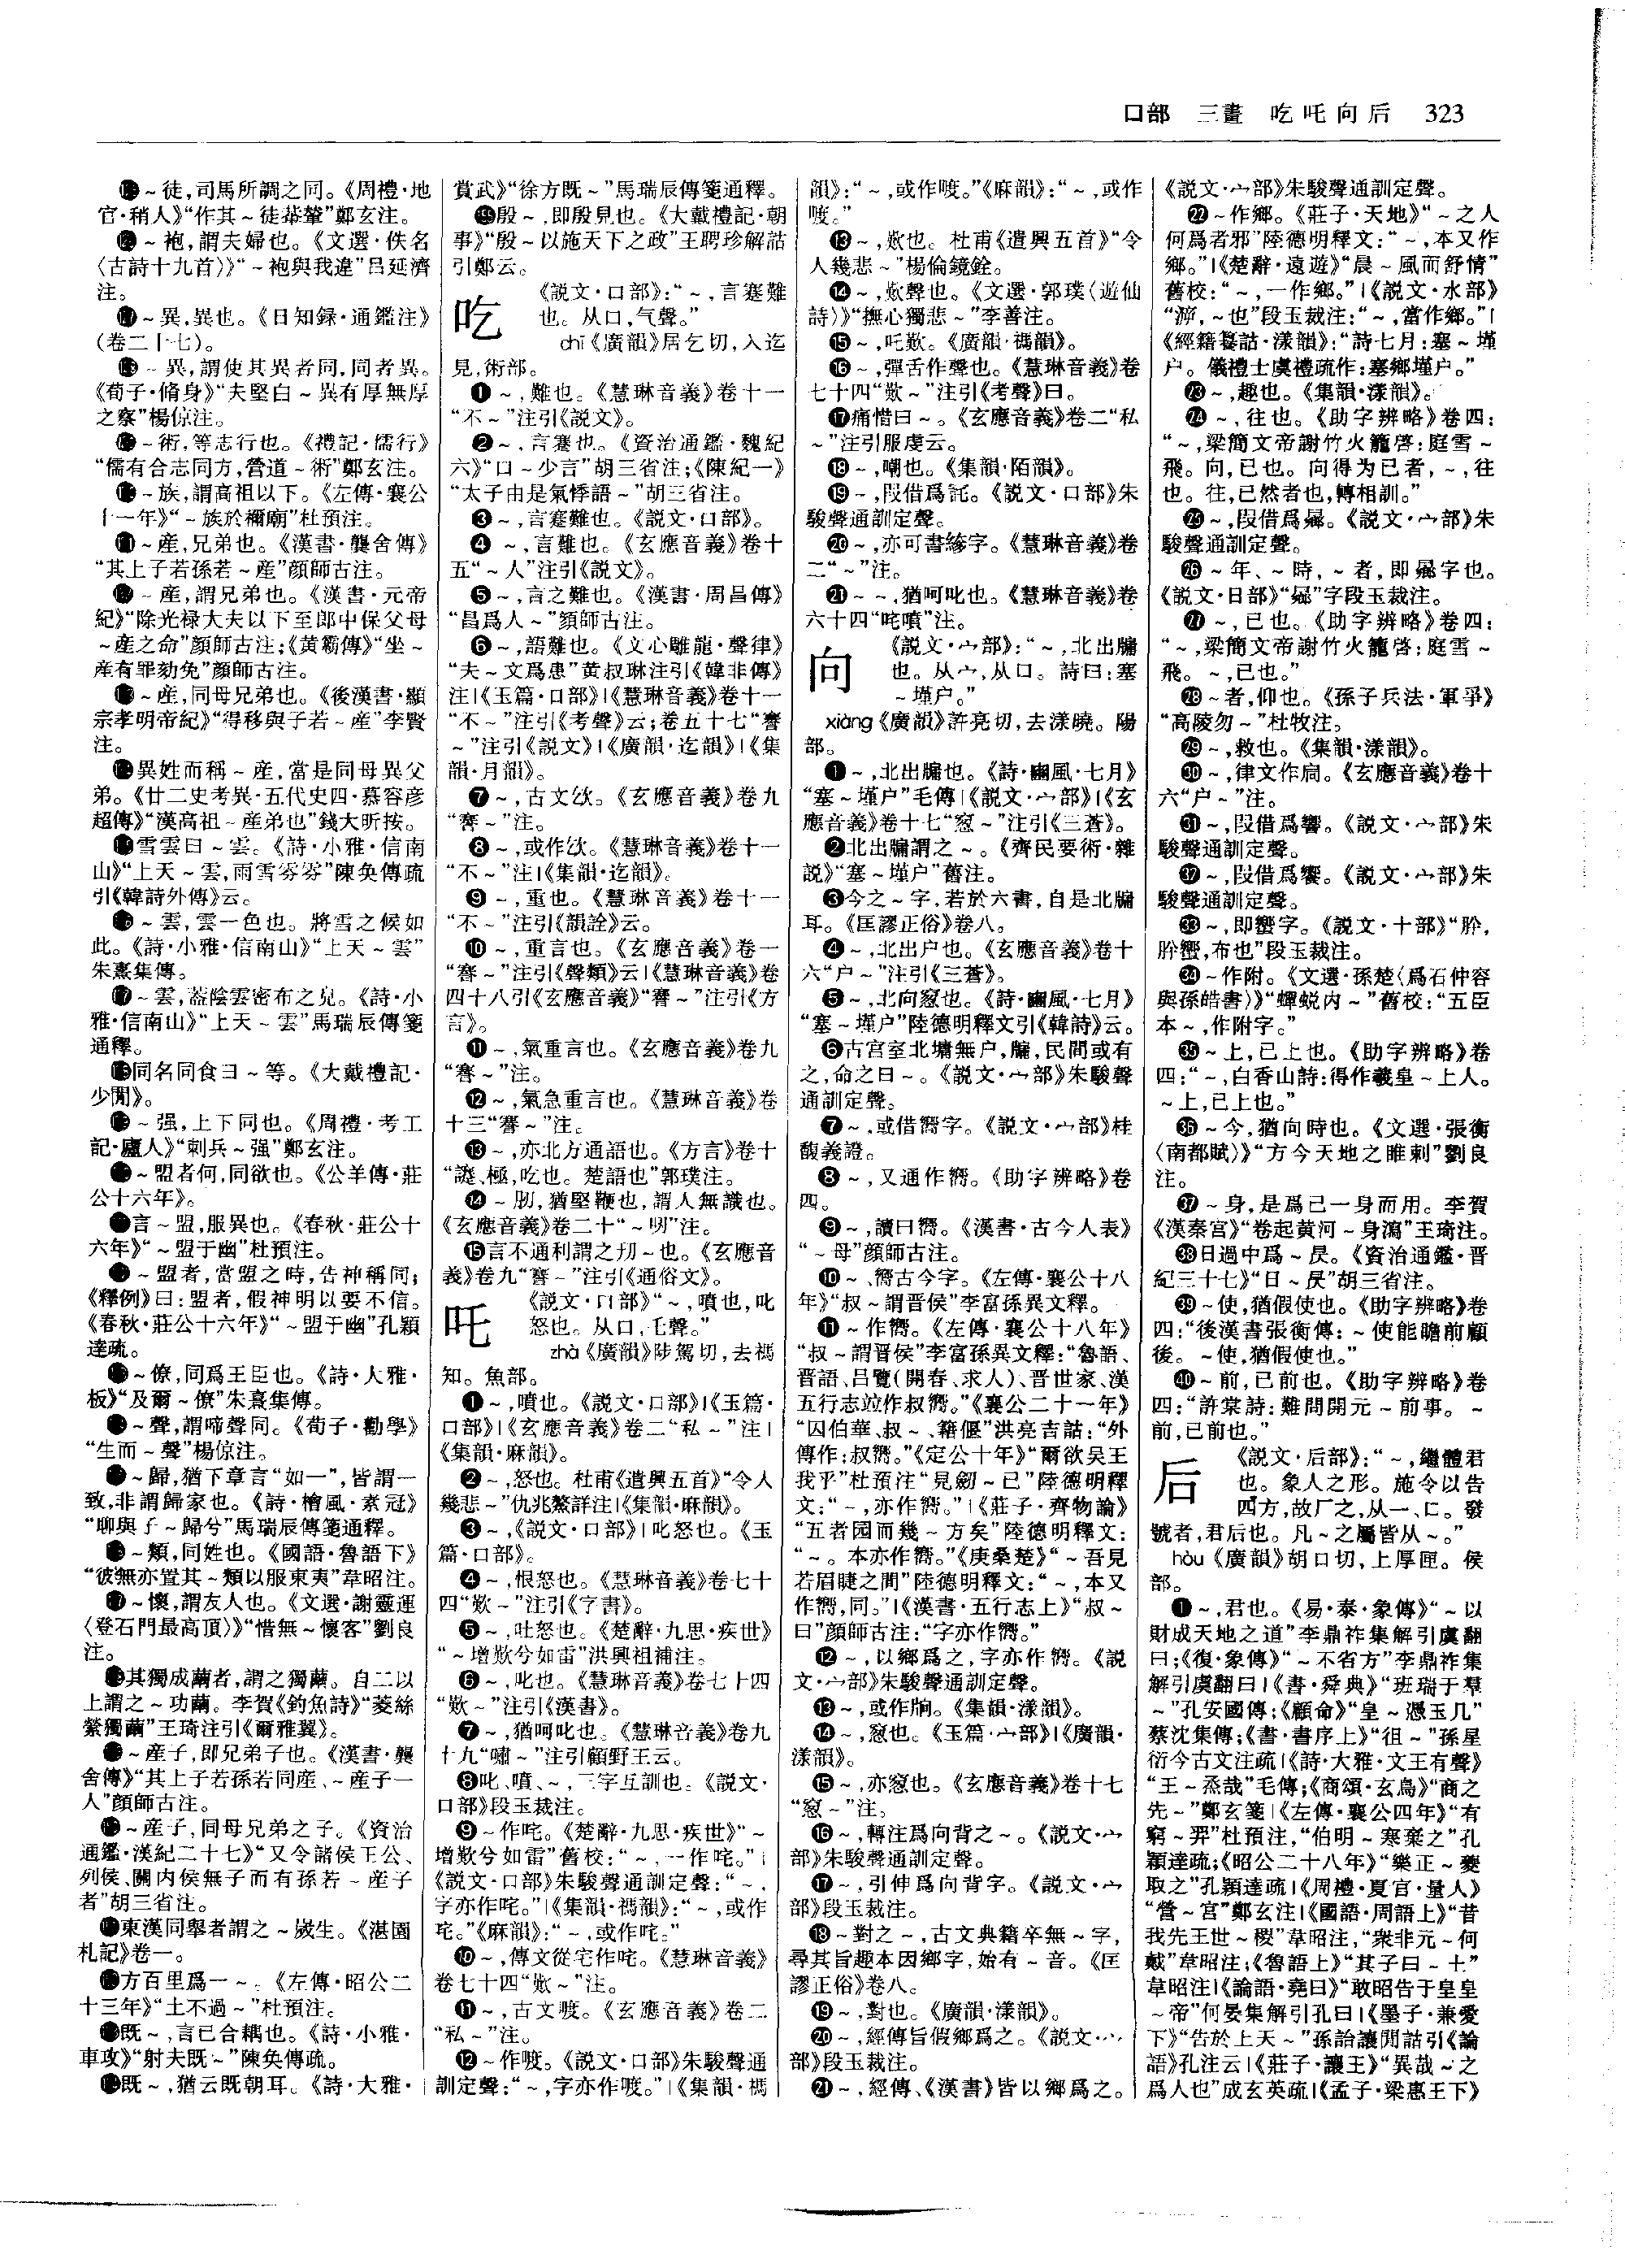 口部　三畫　吃吒向后　323
～徒,司馬所調之同。《周禮·地
官·稍人》“作其～徒輂輦”鄭玄注。
～袍,謂夫婦也。《文選·佚名
〈古詩十九首〉》“～袍與我違”吕延濟
注。
～異,異也。《日知録·通鑑注》
(卷二十七)。
～異,謂使其異者同,同者異。
《荀子·脩身》“夫堅白～異有厚無厚
之察”楊倞注。
～術,等志行也。《禮記·儒行》
“儒有合志同方,營道～術”鄭玄注。
～族,謂高祖以下。《左傳·襄公
十一年》“～族於禰廟”杜預注。
～産,兄弟也。《漢書·龔舍傳》
“其上子若孫若～産”顔師古注。
～産,謂兄弟也。《漢書·元帝
紀》“除光禄大夫以下至郎中保父母
～産之命”顔師古注;《黄霸傳》“坐～
産有罪劾免”顔師古注。
～産,同母兄弟也。《後漢書·顯
宗孝明帝紀》“得移與子若～産”李賢
注。
異姓而稱～産,當是同母異父
弟。《廿二史考異·五代史四·慕容彦
超傳》“漢高祖～産弟也”錢大昕按。
雪雲曰～雲。《詩·小雅·信南
山》“上天～雲,雨雪雰雰”陳奂傳疏
引《韓詩外傳》云。
～雲,雲一色也。將雪之候如
此。《詩·小雅·信南山》“上天～雲”
朱熹集傳。
～雲,蓋陰雲密布之皃。《詩·小
雅·信南山》“上天～雲”馬瑞辰傳箋
通釋。
同名同食曰～等。《大戴禮記·
少閒》。
～强,上下同也。《周禮·考工
記·廬人》“刺兵～强”鄭玄注。
～盟者何,同欲也。《公羊傳·莊
公十六年》。
言～盟,服異也。《春秋·莊公十
六年》“～盟于幽”杜預注。
～盟者,當盟之時,告神稱同;
《釋例》曰:盟者,假神明以要不信。
《春秋·莊公十六年》“～盟于幽”孔穎
達疏。
～僚,同爲王臣也。《詩·大雅·
板》“及爾～僚”朱熹集傳。
～聲,謂啼聲同。《荀子·勸學》
“生而～聲”楊倞注。
～歸,猶下章言“如一”,皆謂一
致,非謂歸家也。《詩·檜風·素冠》
“聊與子～歸兮”馬瑞辰傳箋通釋。
～類,同姓也。《國語·魯語下》
“彼無亦置其～類以服東夷”韋昭注。
～懷,謂友人也。《文選·謝靈運
〈登石門最高頂〉》“惜無～懷客”劉良
注。
其獨成繭者,謂之獨繭。自二以
上謂之～功繭。李賀《釣魚詩》“菱絲
縈獨繭”王琦注引《爾雅翼》。
～産子,即兄弟子也。《漢書·龔
舍傳》“其上子若孫若同産、～産子一
人”顔師古注。
～産子,同母兄弟之子。《資治
通鑑·漢紀二十七》“又令諸侯王公、
列侯、關内侯無子而有孫若～産子
者”胡三省注。
東漢同舉者謂之～歲生。《湛園
札記》卷一。
方百里爲一～。《左傳·昭公二
十三年》“土不過～”杜預注。
既～,言已合耦也。《詩·小雅·
車攻》“射夫既～”陳奂傳疏。
既～,猶云既朝耳。《詩·大雅·
賞武》“徐方既～”馬瑞辰傳箋通釋。
殷～,即殷見也。《大戴禮記·朝
事》“殷～以施天下之政”王聘珍解詁
引鄭云。
吃
《説文·口部》:“～,言蹇難
也。从口,气聲。”
chī《廣韻》居乞切,入迄
見,術部。
❶～,難也。《慧琳音義》卷十一
“不～”注引《説文》。
❷～,言蹇也。《資治通鑑·魏紀
六》“口～少言”胡三省注;《陳紀一》
“太子由是氣悸語～”胡三省注。
❸～,言蹇難也。《説文·口部》。
❹～,言難也。《玄應音義》卷十
五“～人”注引《説文》。
❺～,言之難也。《漢書·周昌傳》
“昌爲人～”顔師古注。
❻～,語難也。《文心雕龍·聲律》
“夫～文爲患”黄叔琳注引《韓非傳》
注|《玉篇·口部》|《慧琳音義》卷十一
“不～”注引《考聲》云;卷五十七“謇
～”注引《説文》|《廣韻·迄韻》|《集
韻·月韻》。
❼～,古文㰟。《玄應音義》卷九
“謇～”注。
❽～,或作㰟。《慧琳音義》卷十一
“不～”注|《集韻·迄韻》。
❾～,重也。《慧琳音義》卷十一
“不～”注引《韻詮》云。
❿～,重言也。《玄應音義》卷一
“謇～”注引《聲類》云|《慧琳音義》卷
四十八引《玄應音義》“謇～”注引《方
言》。
⓫～,氣重言也。《玄應音義》卷九
“謇～”注。
⓬～,氣急重言也。《慧琳音義》卷
十三“謇～”注。
⓭～,亦北方通語也。《方言》卷十
“䜅、極,吃也。楚語也”郭璞注。
⓮～刖,猶堅鞕也,謂人無識也。
《玄應音義》卷二十“～刖”注。
⓯言不通利謂之刃～也。《玄應音
義》卷九“謇～”注引《通俗文》。
吒
《説文·口部》“～,噴也,叱
怒也。从口,乇聲。”
zhà《廣韻》陟駕切,去禡
知。魚部。
❶～,噴也。《説文·口部》|《玉篇·
口部》|《玄應音義》卷二“私～”注|
《集韻·麻韻》。
❷～,怒也。杜甫《遣興五首》“令人
幾悲～”仇兆鰲詳注|《集韻·麻韻》。
❸～,《説文·口部》|叱怒也。《玉
篇·口部》。
❹～,恨怒也。《慧琳音義》卷七十
四“歎～”注引《字書》。
❺～,吐怒也。《楚辭·九思·疾世》
“～增歎兮如雷”洪興祖補注。
❻～,叱也。《慧琳音義》卷七十四
“歎～”注引《漢書》。
❼～,猶呵叱也。《慧琳音義》卷九
十九“嘯～”注引顧野王云。
❽叱、噴、～,三字互訓也。《説文·
口部》段玉裁注。
❾～作咤。《楚辭·九思·疾世》“～
增歎兮如雷”舊校:“～,一作咤。”|
《説文·口部》朱駿聲通訓定聲:“～,
字亦作咤。”|《集韻·禡韻》:“～,或作
咤。”《麻韻》:“～,或作咤。”
❿～,傳文從宅作咤。《慧琳音義》
卷七十四“歎～”注。
⓫～,古文㖠。《玄應音義》卷二
“私～”注。
⓬～作㖠。《説文·口部》朱駿聲通
訓定聲:“～,字亦作㖠。”|《集韻·禡
韻》:“～,或作㖠。”《麻韻》:“～,或作
㖠。”
⓭～,歎也。杜甫《遣興五首》“令
人幾悲～”楊倫鏡銓。
⓮～,歎聲也。《文選·郭璞〈遊仙
詩〉》“撫心獨悲～”李善注。
⓯～,吒歎。《廣韻·禡韻》。
⓰～,彈舌作聲也。《慧琳音義》卷
七十四“歎～”注引《考聲》曰。
⓱痛惜曰～。《玄應音義》卷二“私
～”注引服虔云。
⓲～,嘲也。《集韻·陌韻》。
⓳～,叚借爲託。《説文·口部》朱
駿聲通訓定聲。
⓴～,亦可書䋏字。《慧琳音義》卷
二“～”注。
㉑～～,猶呵叱也。《慧琳音義》卷
六十四“咤噴”注。
向
《説文·宀部》:“～,北出牖
也。从宀,从口。詩曰:塞
～墐户。”
xiàng《廣韻》許亮切,去漾曉。陽
部。
❶～,北出牖也。《詩·豳風·七月》
“塞～墐户”毛傳|《説文·宀部》|《玄
應音義》卷十七“窓～”注引《三蒼》。
❷北出牖謂之～。《齊民要術·雜
説》“塞～墐户”舊注。
❸今之～字,若於六書,自是北牖
耳。《匡謬正俗》卷八。
❹～,北出户也。《玄應音義》卷十
六“户～”注引《三蒼》。
❺～,北向窓也。《詩·豳風·七月》
“塞～墐户”陸德明釋文引《韓詩》云。
❻古宫室北墉無户,牖,民間或有
之,命之曰～。《説文·宀部》朱駿聲
通訓定聲。
❼～,或借嚮字。《説文·宀部》桂
馥義證。
❽～,又通作嚮。《助字辨略》卷
四。
❾～,讀曰嚮。《漢書·古今人表》
“～母”顔師古注。
❿～、嚮古今字。《左傳·襄公十八
年》“叔～謂晋侯”李富孫異文釋。
⓫～作嚮。《左傳·襄公十八年》
“叔～謂晋侯”李富孫異文釋:“魯語、
晋語、吕覽(開春、求人)、晋世家、漢
五行志竝作叔嚮。”《襄公二十一年》
“囚伯華、叔～、籍偃”洪亮吉詁:“外
傳作:叔嚮。”《定公十年》“爾欲吴王
我乎”杜預注“見劒～已”陸德明釋
文:“～,亦作嚮。”|《莊子·齊物論》
“五者园而幾～方矣”陸德明釋文:
“～。本亦作嚮。”《庚桑楚》“～吾見
若眉睫之間”陸德明釋文:“～,本又
作嚮,同。”|《漢書·五行志上》“叔～
曰”顔師古注:“字亦作嚮。”
⓬～,以鄉爲之,字亦作嚮。《説
文·宀部》朱駿聲通訓定聲。
⓭～,或作㫾。《集韻·漾韻》。
⓮～,窓也。《玉篇·宀部》|《廣韻·
漾韻》。
⓯～,亦窓也。《玄應音義》卷十七
“窓～”注。
⓰～,轉注爲向背之～。《説文·宀
部》朱駿聲通訓定聲。
⓱～,引伸爲向背字。《説文·宀
部》段玉裁注。
⓲～對之～,古文典籍卒無～字,
尋其旨趣本因鄉字,始有～音。《匡
謬正俗》卷八。
⓳～,對也。《廣韻·漾韻》。
⓴～,經傳皆假鄉爲之。《説文·宀
部》段玉裁注。
㉑～,經傳、《漢書》皆以鄉爲之。
《説文·宀部》朱駿聲通訓定聲。
㉒～作鄉。《莊子·天地》“～之人
何爲者邪”陸德明釋文:“～,本又作
鄉。”|《楚辭·遠遊》“晨～風而舒情”
舊校:“～,一作鄉。”|《説文·水部》
“㴑,～也”段玉裁注:“～,當作鄉。”|
《經籍籑詁·漾韻》:“詩七月:塞～墐
户。儀禮士虞禮疏作:塞鄉墐户。”
㉓～,趣也。《集韻·漾韻》。
㉔～,往也。《助字辨略》卷四:
“～,梁簡文帝謝竹火籠啓:庭雪～
飛。向,已也。向得为已者,～,往
也。往,已然者也,轉相訓。”
㉕～,叚借爲曏。《説文·宀部》朱
駿聲通訓定聲。
㉖～年、～時,～者,即曏字也。
《説文·日部》“曏”字段玉裁注。
㉗～,已也。《助字辨略》卷四:
“～,梁簡文帝謝竹火籠啓:庭雪～
飛。～,已也。”
㉘～者,仰也。《孫子兵法·軍爭》
“高陵勿～”杜牧注。
㉙～,救也。《集韻·漾韻》。
㉚～,律文作扃。《玄應音義》卷十
六“户～”注。
㉛～,叚借爲響。《説文·宀部》朱
駿聲通訓定聲。
㉜～,叚借爲饗。《説文·宀部》朱
駿聲通訓定聲。
㉝～,即蠁字。《説文·十部》“肸,
肸蠁,布也”段玉裁注。
㉞～作附。《文選·孫楚〈爲石仲容
與孫皓書〉》“蟬蜕内～”舊校:“五臣
本～,作附字。”
㉟～上,已上也。《助字辨略》卷
四:“～,白香山詩:得作羲皇～上人。
～上,已上也。”
㊱～今,猶向時也。《文選·張衡
〈南都賦〉》“方今天地之睢剌”劉良
注。
㊲～身,是爲己一身而用。李賀
《漢秦宫》“卷起黄河～身瀉”王琦注。
㊳日過中爲～昃。《資治通鑑·晋
紀三十七》“日～昃”胡三省注。
㊴～使,猶假使也。《助字辨略》卷
四:“後漢書張衡傳:～使能瞻前顧
後。～使,猶假使也。”
㊵～前,已前也。《助字辨略》卷
四:“許棠詩:難問開元～前事。～
前,已前也。”
后
《説文·后部》:“～,繼體君
也。象人之形。施令以告
四方,故厂之,从一、口。發
號者,君后也。凡～之屬皆从～。”
hòu《廣韻》胡口切,上厚匣。侯
部。
❶～,君也。《易·泰·象傳》“～以
財成天地之道”李鼎祚集解引虞翻
曰;《復·象傳》“～不省方”李鼎祚集
解引虞翻曰|《書·舜典》“班瑞于羣
～”孔安國傳;《顧命》“皇～憑玉几”
蔡沈集傳;《書·書序上》“徂～”孫星
衍今古文注疏|《詩·大雅·文王有聲》
“王～烝哉”毛傳;《商頌·玄鳥》“商之
先～”鄭玄箋|《左傳·襄公四年》“有
窮～羿”杜預注,“伯明～寒棄之”孔
穎達疏;《昭公二十八年》“樂正～夔
取之”孔穎達疏|《周禮·夏官·量人》
“營～宫”鄭玄注|《國語·周語上》“昔
我先王世～稷”韋昭注,“衆非元～何
戴”韋昭注;《魯語上》“其子曰～土”
韋昭注|《論語·堯曰》“敢昭告于皇皇
～帝”何晏集解引孔曰|《墨子·兼愛
下》“告於上天～”孫詒讓閒詁引《論
語》孔注云|《莊子·讓王》“異哉～之
爲人也”成玄英疏|《孟子·梁惠王下》